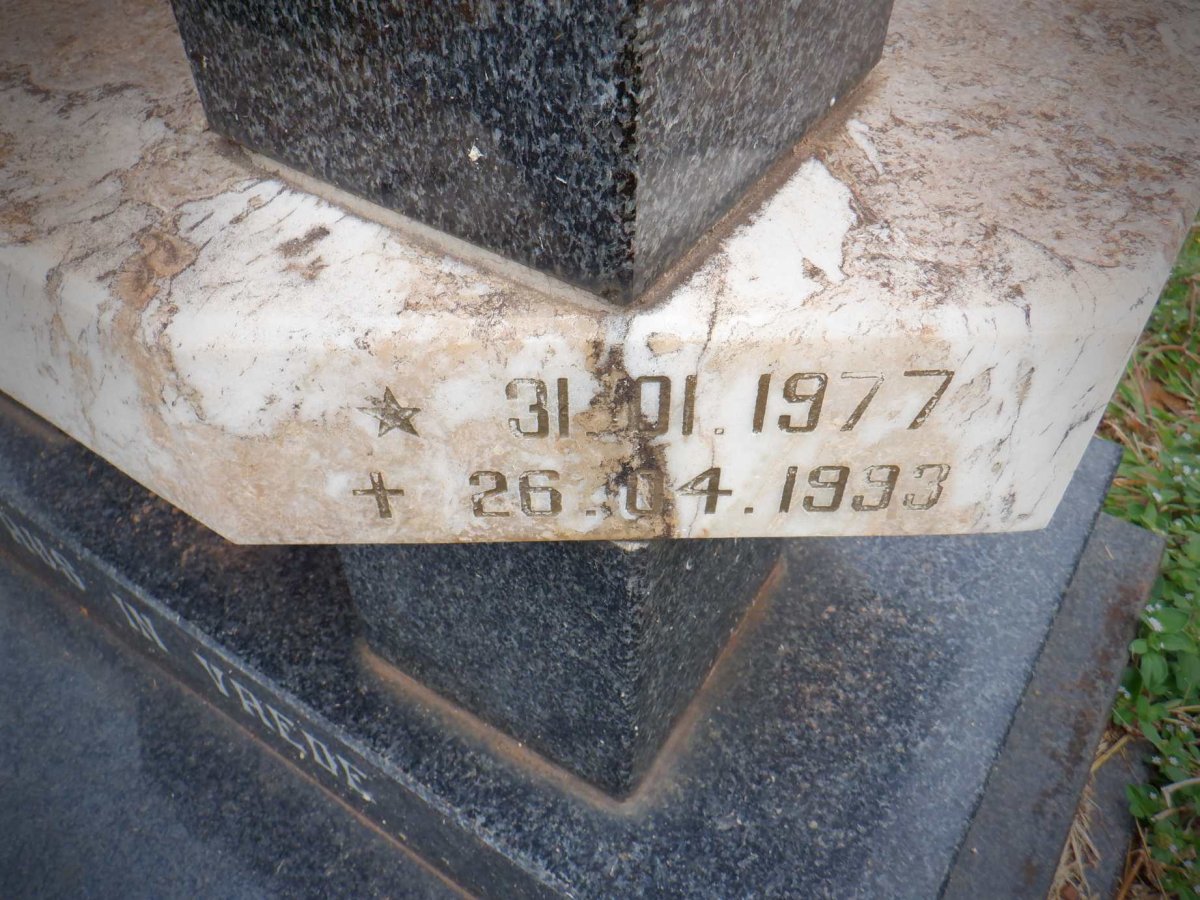 ★ 31.01.1977
✝ 26.04.1993
IN VREDE